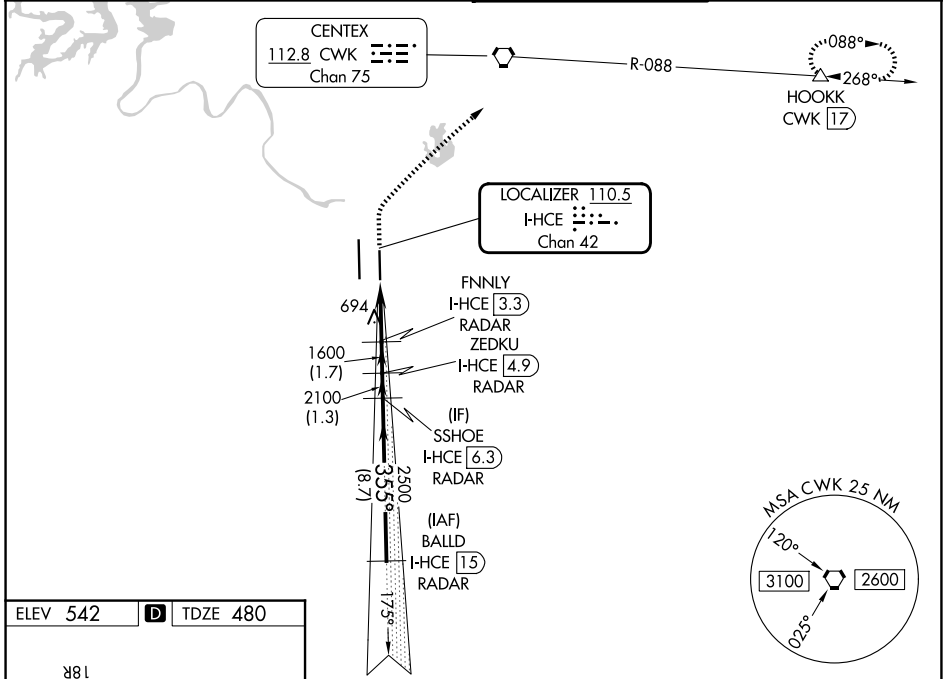 CENTEX
112.8 CWK
Chan 75
R-088
088°
268°
HOOKK
CWK 17
LOCALIZER 110.5
I-HCE
Chan 42
FNNLY
I-HCE 3.3
RADAR
694
ZEDKU
I-HCE 4.9
RADAR
1600
(1.7)
2100
(1.3)
(IF)
SSHOE
I-HCE 6.3
RADAR
2500
355°
(8.7)
(IAF)
BALLD
I-HCE 15
RADAR
175°
MSA CWK 25 NM
120°
3100
2600
025°
ELEV 542 D TDZE 480
18R